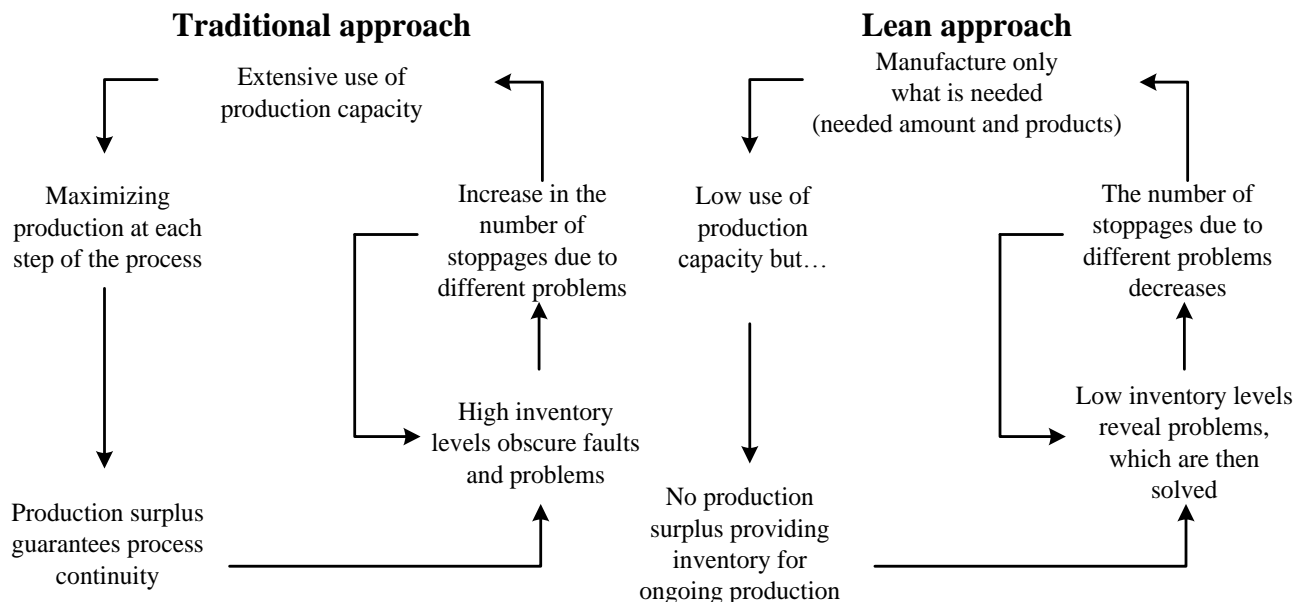 Traditional approach
Extensive use of
production capacity
Maximizing
production at each
step of the process
Increase in the
number of
stoppages due to
different problems
High inventory
levels obscure faults
and problems
Production surplus
guarantees process
continuity
Lean approach
Manufacture only
what is needed
(needed amount and products)
Low use of
production
capacity but…
The number of
stoppages due to
different problems
decreases
Low inventory levels
reveal problems,
which are then
solved
No production
surplus providing
inventory for
ongoing production